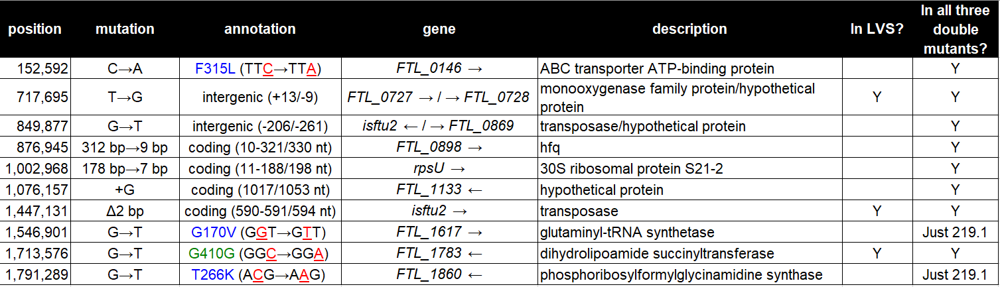 position mutation annotation gene description In LVS? In all three double mutants?
152,592 C→A F315L (TTC→TTA) FTL_0146 → ABC transporter ATP-binding protein Y
717,695 T→G intergenic (+13/-9) FTL_0727 → / → FTL_0728 monooxygenase family protein/hypothetical protein Y Y
849,877 G→T intergenic (-206/-261) isftu2 ← / → FTL_0869 transposase/hypothetical protein Y
876,945 312 bp→9 bp coding (10-321/330 nt) FTL_0898 → hfq Y
1,002,968 178 bp→7 bp coding (11-188/198 nt) rpsU → 30S ribosomal protein S21-2 Y
1,076,157 +G coding (1017/1053 nt) FTL_1133 ← hypothetical protein Y
1,447,131 Δ2 bp coding (590-591/594 nt) isftu2 → transposase Y Y
1,546,901 G→T G170V (GGT→GTT) FTL_1617 → glutaminyl-tRNA synthetase Just 219.1
1,713,576 G→T G410G (GGC→GGA) FTL_1783 ← dihydrolipoamide succinyltransferase Y Y
1,791,289 G→T T266K (ACG→AAG) FTL_1860 ← phosphoribosylformylglycinamidine synthase Just 219.1